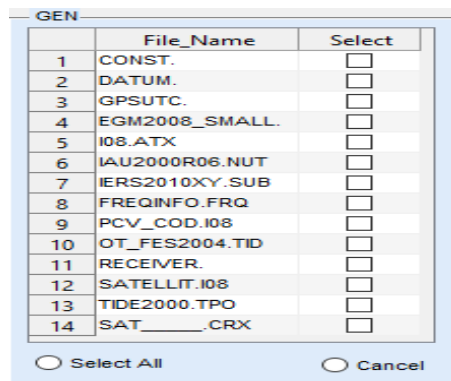 GEN
File_Name Select
1 CONST.
2 DATUM.
3 GPSUTC.
4 EGM2008_SMALL.
5 I08.ATX
6 IAU2000R06.NUT
7 IERS2010XY.SUB
8 FREQINFO.FRQ
9 PCV_COD.I08
10 OT_FES2004.TID
11 RECEIVER.
12 SATELLIT.I08
13 TIDE2000.TPO
14 SAT_____.CRX
Select All Cancel